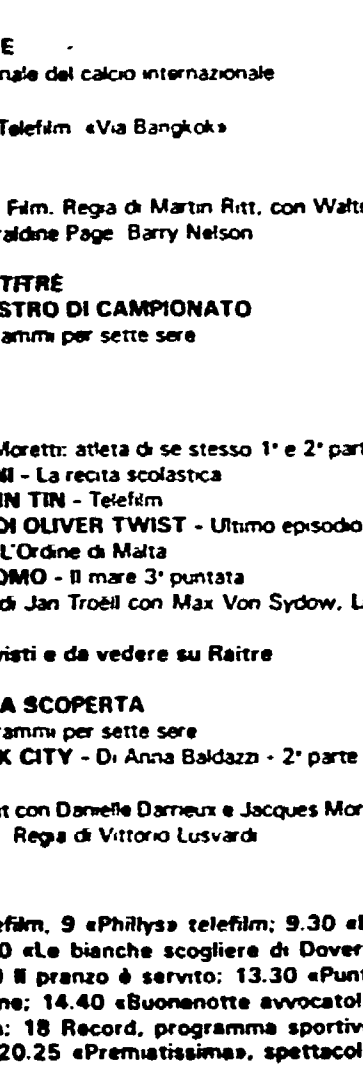 E
nale del calcio internazionale
Telefilm «Via Bangkok»
Film. Regia di Martin Ritt, con Walt
raldine Page Barry Nelson
TITRÉ
STRO DI CAMPIONATO
ammi per sette sere
Moretti: atleta di se stesso 1ª e 2ª part
- La recita scolastica
IN TIN - Telefilm
DI OLIVER TWIST - Ultimo episodio
L'Ordine di Malta
OMO - Il mare 3ª puntata
di Jan Troëll con Max Von Sydow, L
visti e da vedere su Raitre
A SCOPERTA
rammi per sette sere
K CITY - Di Anna Baldazzi - 2ª parte
t con Danielle Darrieux e Jacques Mor
Regia di Vittorio Lusvardi
efilm, 9 «Phillys» telefilm; 9.30 «
0 «Le bianche scogliere di Dover
Il pranzo è servito; 13.30 «Punt
ne; 14.40 «Buonanotte avvocato!
: 18 Record, programma sportiv
20.25 «Premiatissima», spettacol